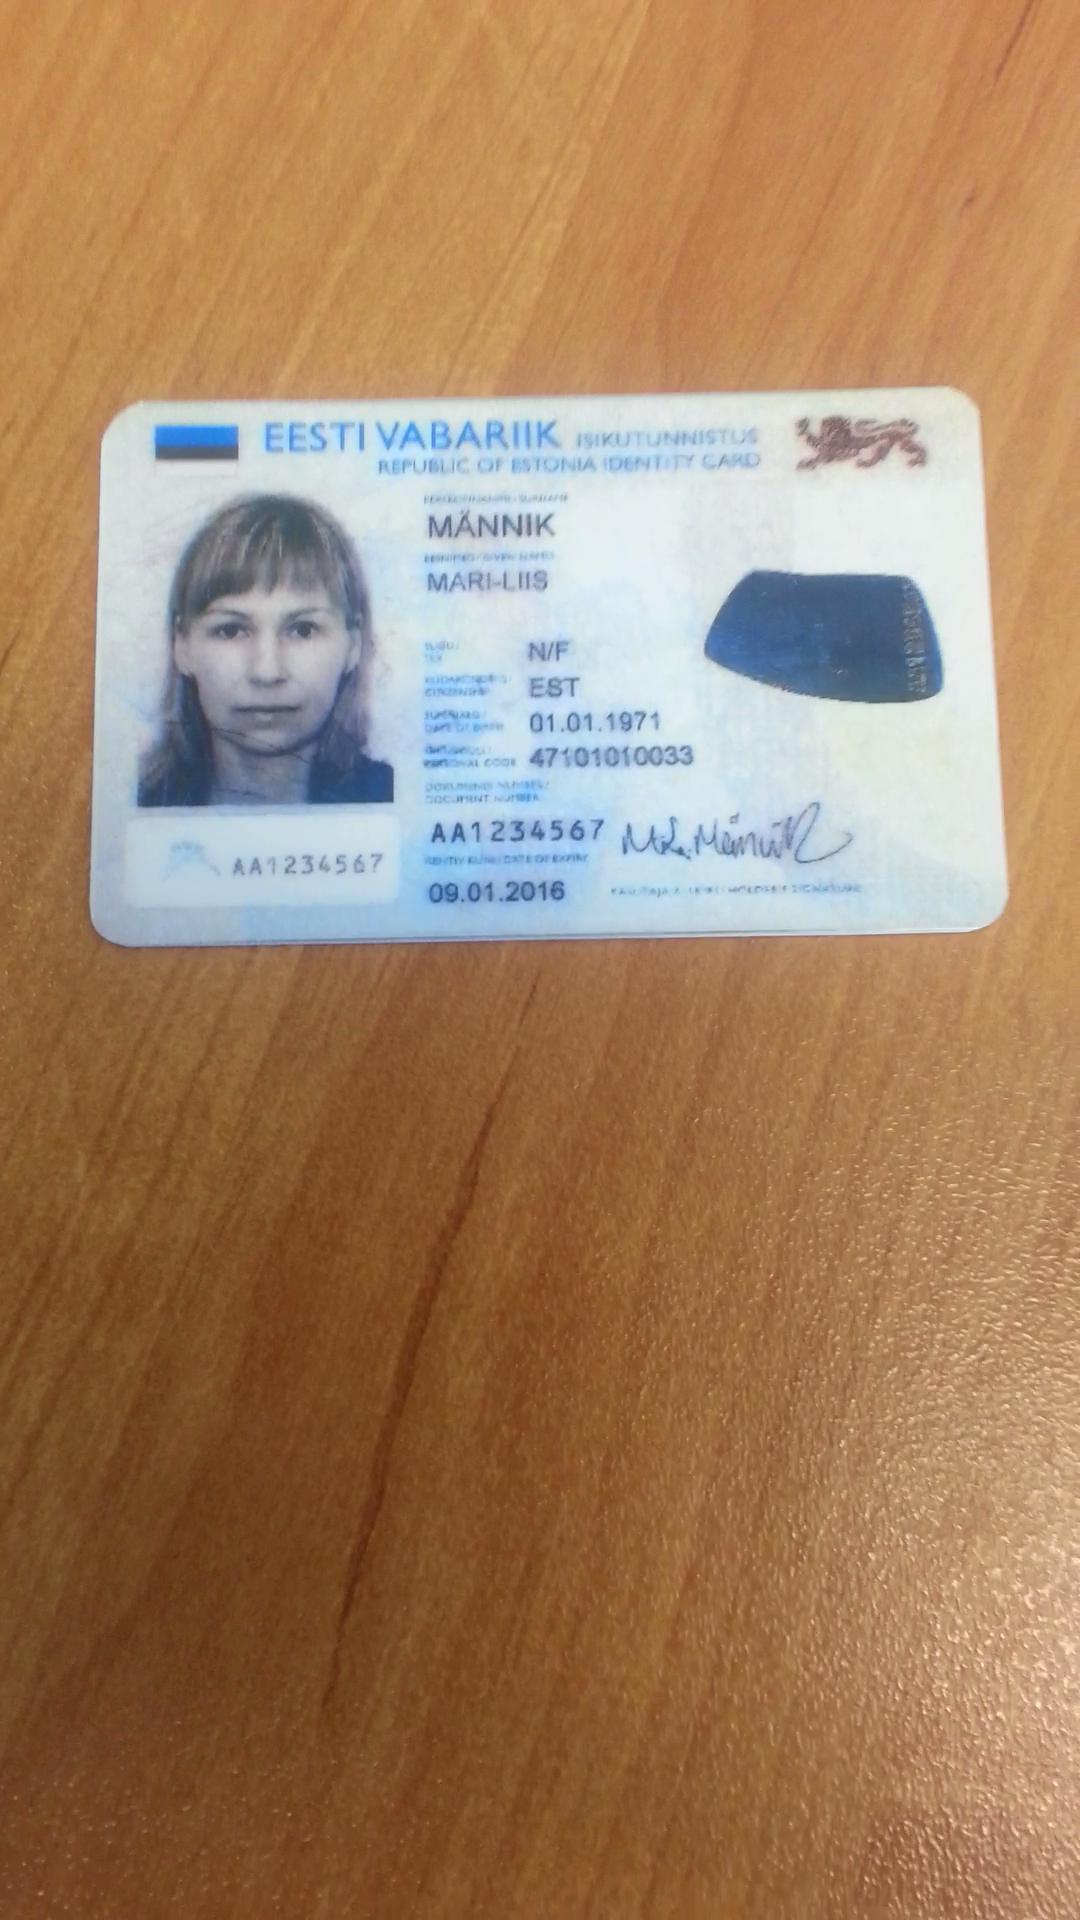 EESTI VABARIIK ISIKUTUNNISTUS
REPUBLIC OF ESTONIA IDENTITY CARD
PEREKONNANIMI / SURNAME
MÄNNIK
EESNIMED / GIVEN NAMES
MARI-LIIS
SUGU /
SEX
N/F
KODAKONDSUS /
CITIZENSHIP
EST
SÜNNIAEG /
DATE OF BIRTH
01.01.1971
ISIKUKOOD /
PERSONAL CODE
47101010033
DOKUMENDI NUMBER /
DOCUMENT NUMBER
AA1234567
M.L. Männik
KEHTIV KUNI / DATE OF EXPIRY
09.01.2016
KASUTAJA ALLKIRI / HOLDER'S SIGNATURE
AA1234567